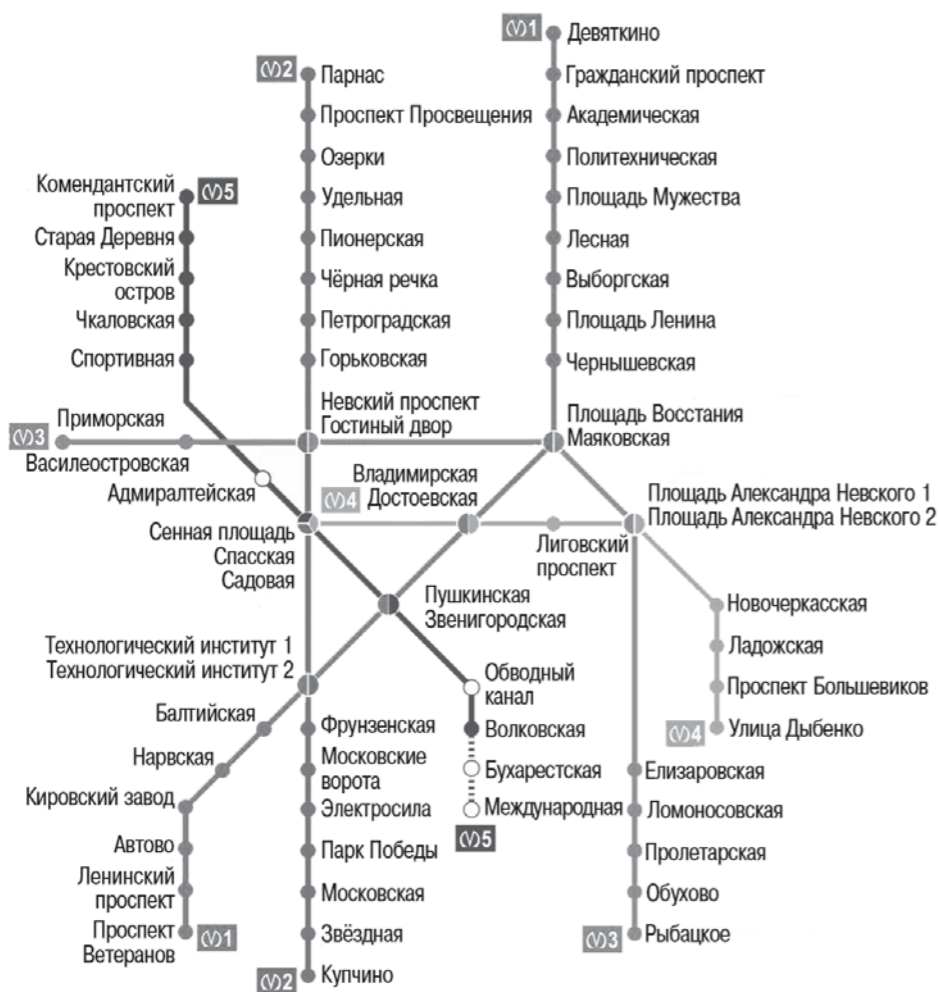 1
Девяткино
Гражданский проспект
Академическая
Политехническая
Площадь Мужества
Лесная
Выборгская
Площадь Ленина
Чернышевская
Площадь Восстания
Маяковская
2
Парнас
Проспект Просвещения
Озерки
Удельная
Пионерская
Чёрная речка
Петроградская
Горьковская
Невский проспект
Гостиный двор
Комендантский
проспект
5
Старая Деревня
Крестовский
остров
Чкаловская
Спортивная
Приморская
3
Василеостровская
Адмиралтейская
Владимирская
Достоевская
4
Сенная площадь
Спасская
Садовая
Лиговский
проспект
Площадь Александра Невского 1
Площадь Александра Невского 2
Пушкинская
Звенигородская
Новочеркасская
Ладожская
Проспект Большевиков
4
Улица Дыбенко
Технологический институт 1
Технологический институт 2
Обводный
канал
Волковская
Бухарестская
Международная
5
Балтийская
Нарвская
Кировский завод
Автово
Ленинский
проспект
Проспект
Ветеранов
1
Фрунзенская
Московские
ворота
Электросила
Парк Победы
Московская
Звёздная
2
Купчино
Елизаровская
Ломоносовская
Пролетарская
Обухово
3
Рыбацкое